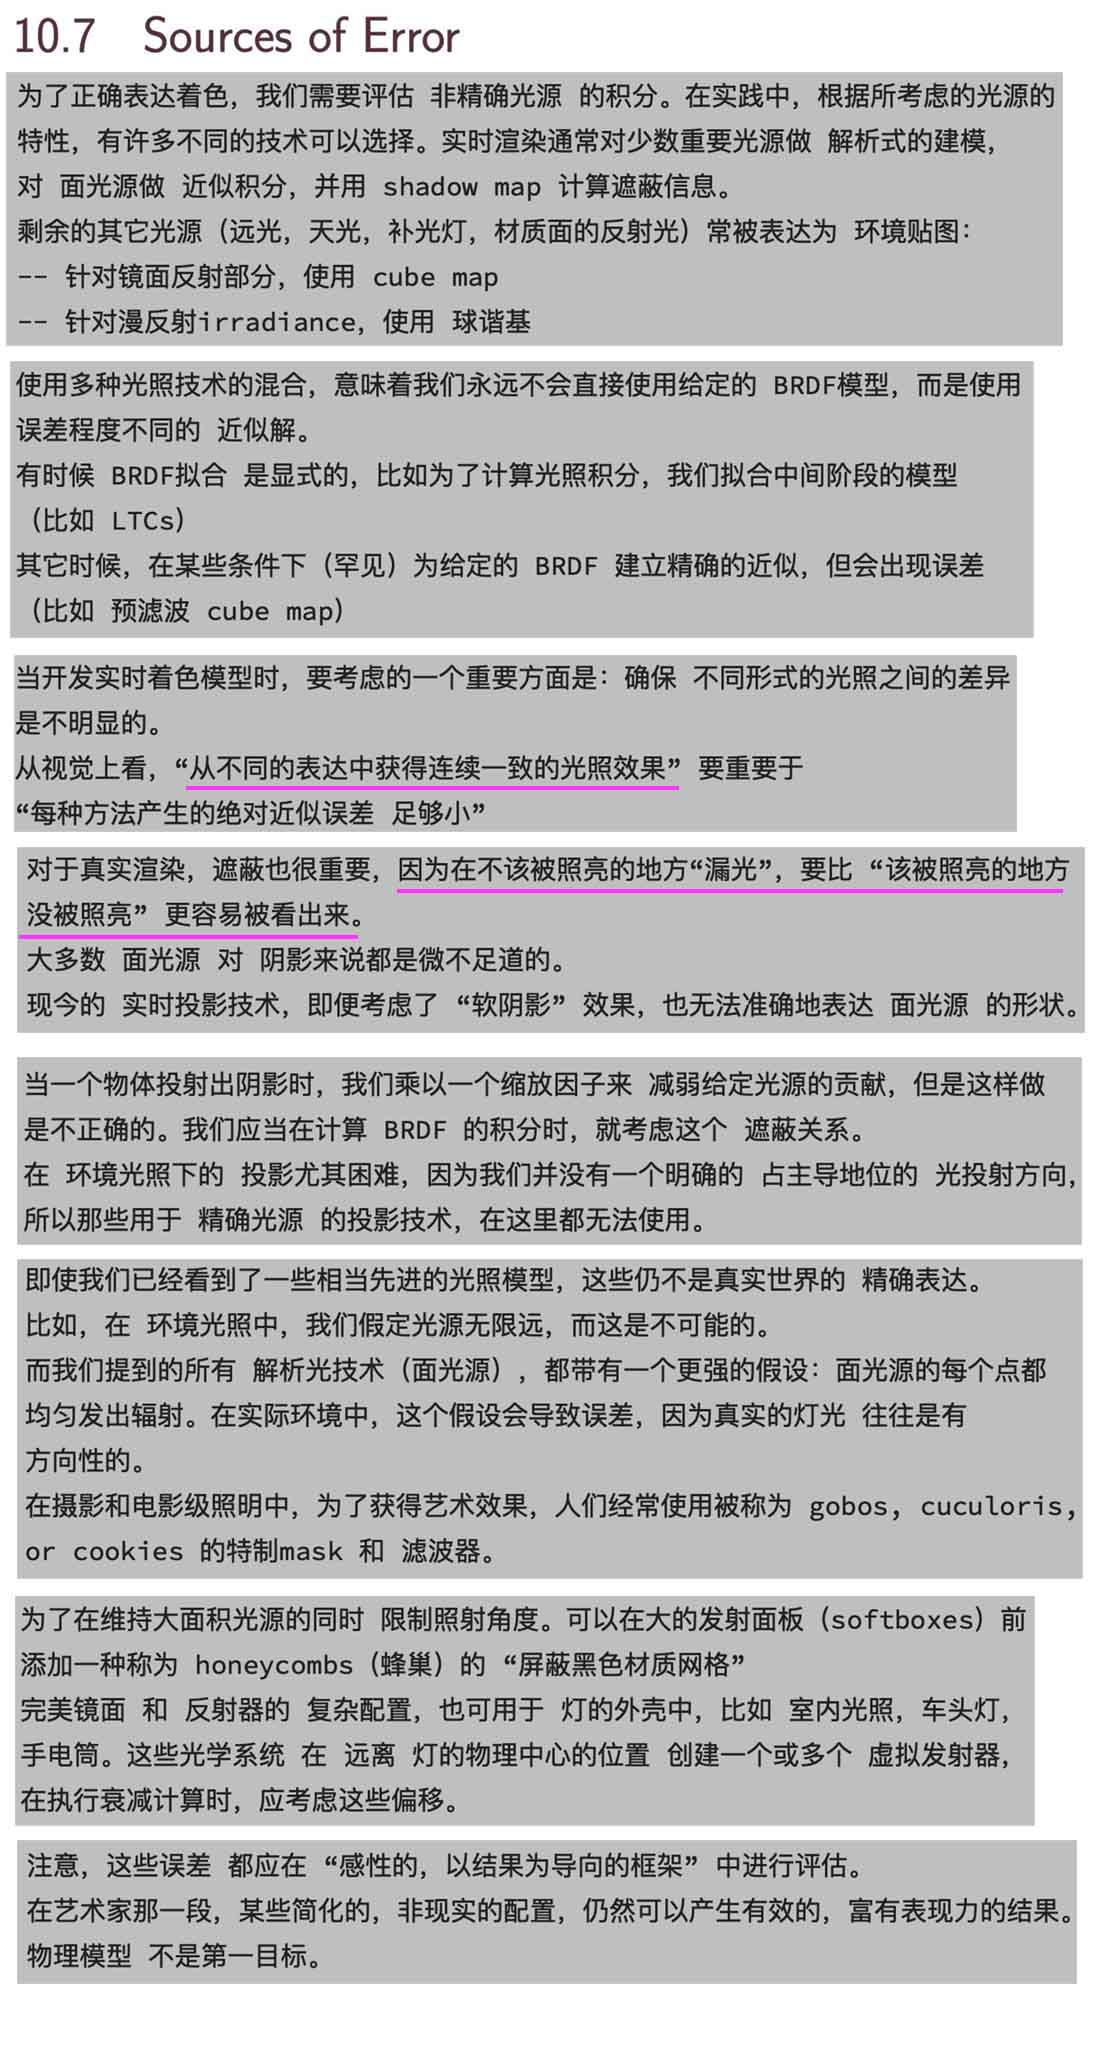 10.7 Sources of Error
为了正确表达着色，我们需要评估 非精确光源 的积分。在实践中，根据所考虑的光源的
特性，有许多不同的技术可以选择。实时渲染通常对少数重要光源做 解析式的建模，
对 面光源做 近似积分，并用 shadow map 计算遮蔽信息。
剩余的其它光源（远光，天光，补光灯，材质面的反射光）常被表达为 环境贴图：
-- 针对镜面反射部分，使用 cube map
-- 针对漫反射irradiance，使用 球谐基
使用多种光照技术的混合，意味着我们永远不会直接使用给定的 BRDF模型，而是使用
误差程度不同的 近似解。
有时候 BRDF拟合 是显式的，比如为了计算光照积分，我们拟合中间阶段的模型
（比如 LTCs）
其它时候，在某些条件下（罕见）为给定的 BRDF 建立精确的近似，但会出现误差
（比如 预滤波 cube map）
当开发实时着色模型时，要考虑的一个重要方面是：确保 不同形式的光照之间的差异
是不明显的。
从视觉上看，“从不同的表达中获得连续一致的光照效果” 要重要于
“每种方法产生的绝对近似误差 足够小”
对于真实渲染，遮蔽也很重要，因为在不该被照亮的地方“漏光”，要比 “该被照亮的地方
没被照亮” 更容易被看出来。
大多数 面光源 对 阴影来说都是微不足道的。
现今的 实时投影技术，即便考虑了 “软阴影” 效果，也无法准确地表达 面光源 的形状。
当一个物体投射出阴影时，我们乘以一个缩放因子来 减弱给定光源的贡献，但是这样做
是不正确的。我们应当在计算 BRDF 的积分时，就考虑这个 遮蔽关系。
在 环境光照下的 投影尤其困难，因为我们并没有一个明确的 占主导地位的 光投射方向，
所以那些用于 精确光源 的投影技术，在这里都无法使用。
即使我们已经看到了一些相当先进的光照模型，这些仍不是真实世界的 精确表达。
比如，在 环境光照中，我们假定光源无限远，而这是不可能的。
而我们提到的所有 解析光技术（面光源），都带有一个更强的假设：面光源的每个点都
均匀发出辐射。在实际环境中，这个假设会导致误差，因为真实的灯光 往往是有
方向性的。
在摄影和电影级照明中，为了获得艺术效果，人们经常使用被称为 gobos, cuculoris,
or cookies 的特制mask 和 滤波器。
为了在维持大面积光源的同时 限制照射角度。可以在大的发射面板（softboxes）前
添加一种称为 honeycombs（蜂巢）的 “屏蔽黑色材质网格”
完美镜面 和 反射器的 复杂配置，也可用于 灯的外壳中，比如 室内光照，车头灯，
手电筒。这些光学系统 在 远离 灯的物理中心的位置 创建一个或多个 虚拟发射器，
在执行衰减计算时，应考虑这些偏移。
注意，这些误差 都应在 “感性的，以结果为导向的框架” 中进行评估。
在艺术家那一段，某些简化的，非现实的配置，仍然可以产生有效的，富有表现力的结果。
物理模型 不是第一目标。